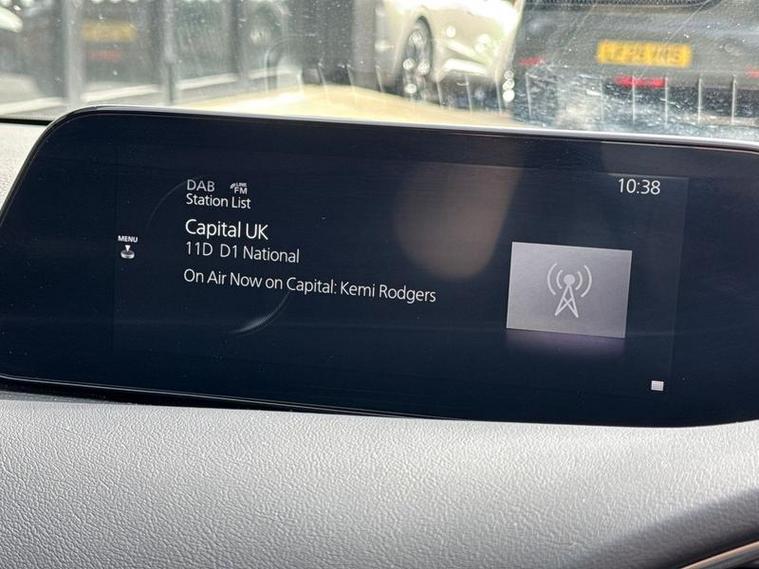 DAB LINK FM
10:38
Station List
Capital UK
MENU
11D D1 National
On Air Now on Capital: Kemi Rodgers